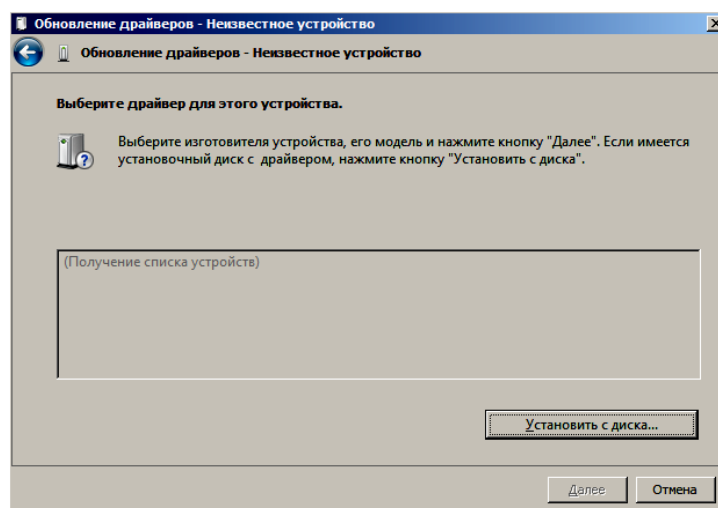 Обновление драйверов - Неизвестное устройство
Обновление драйверов - Неизвестное устройство
Выберите драйвер для этого устройства.
Выберите изготовителя устройства, его модель и нажмите кнопку "Далее". Если имеется
установочный диск с драйвером, нажмите кнопку "Установить с диска".
(Получение списка устройств)
Установить с диска...
Далее
Отмена